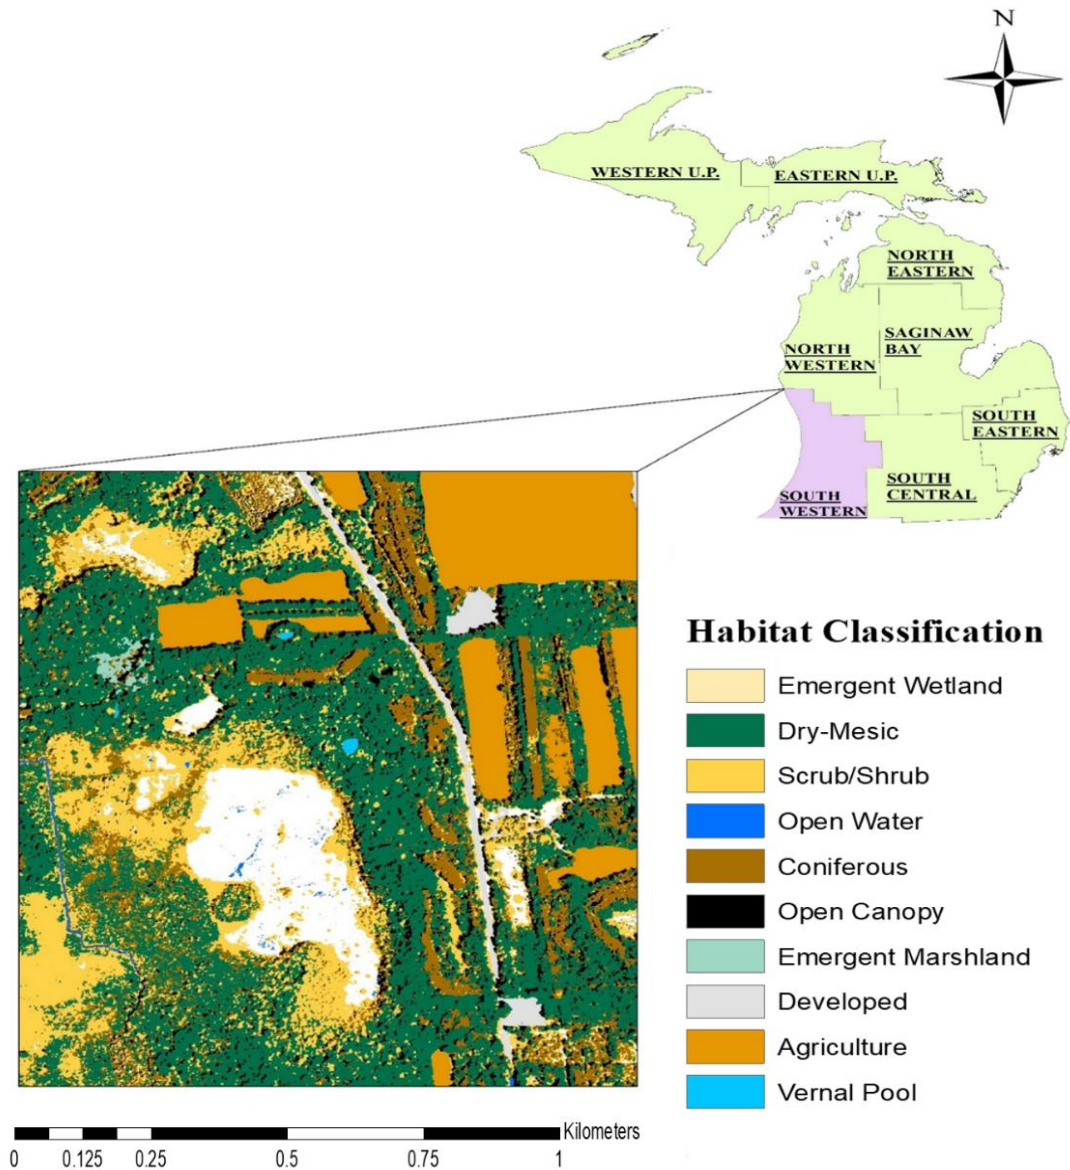 N
WESTERN U.P.
EASTERN U.P.
NORTH
EASTERN
SAGINAW
BAY
NORTH
WESTERN
SOUTH
EASTERN
SOUTH
CENTRAL
SOUTH
WESTERN
Habitat Classification
Emergent Wetland
Dry-Mesic
Scrub/Shrub
Open Water
Coniferous
Open Canopy
Emergent Marshland
Developed
Agriculture
Vernal Pool
Kilometers
0 0.125 0.25 0.5 0.75 1